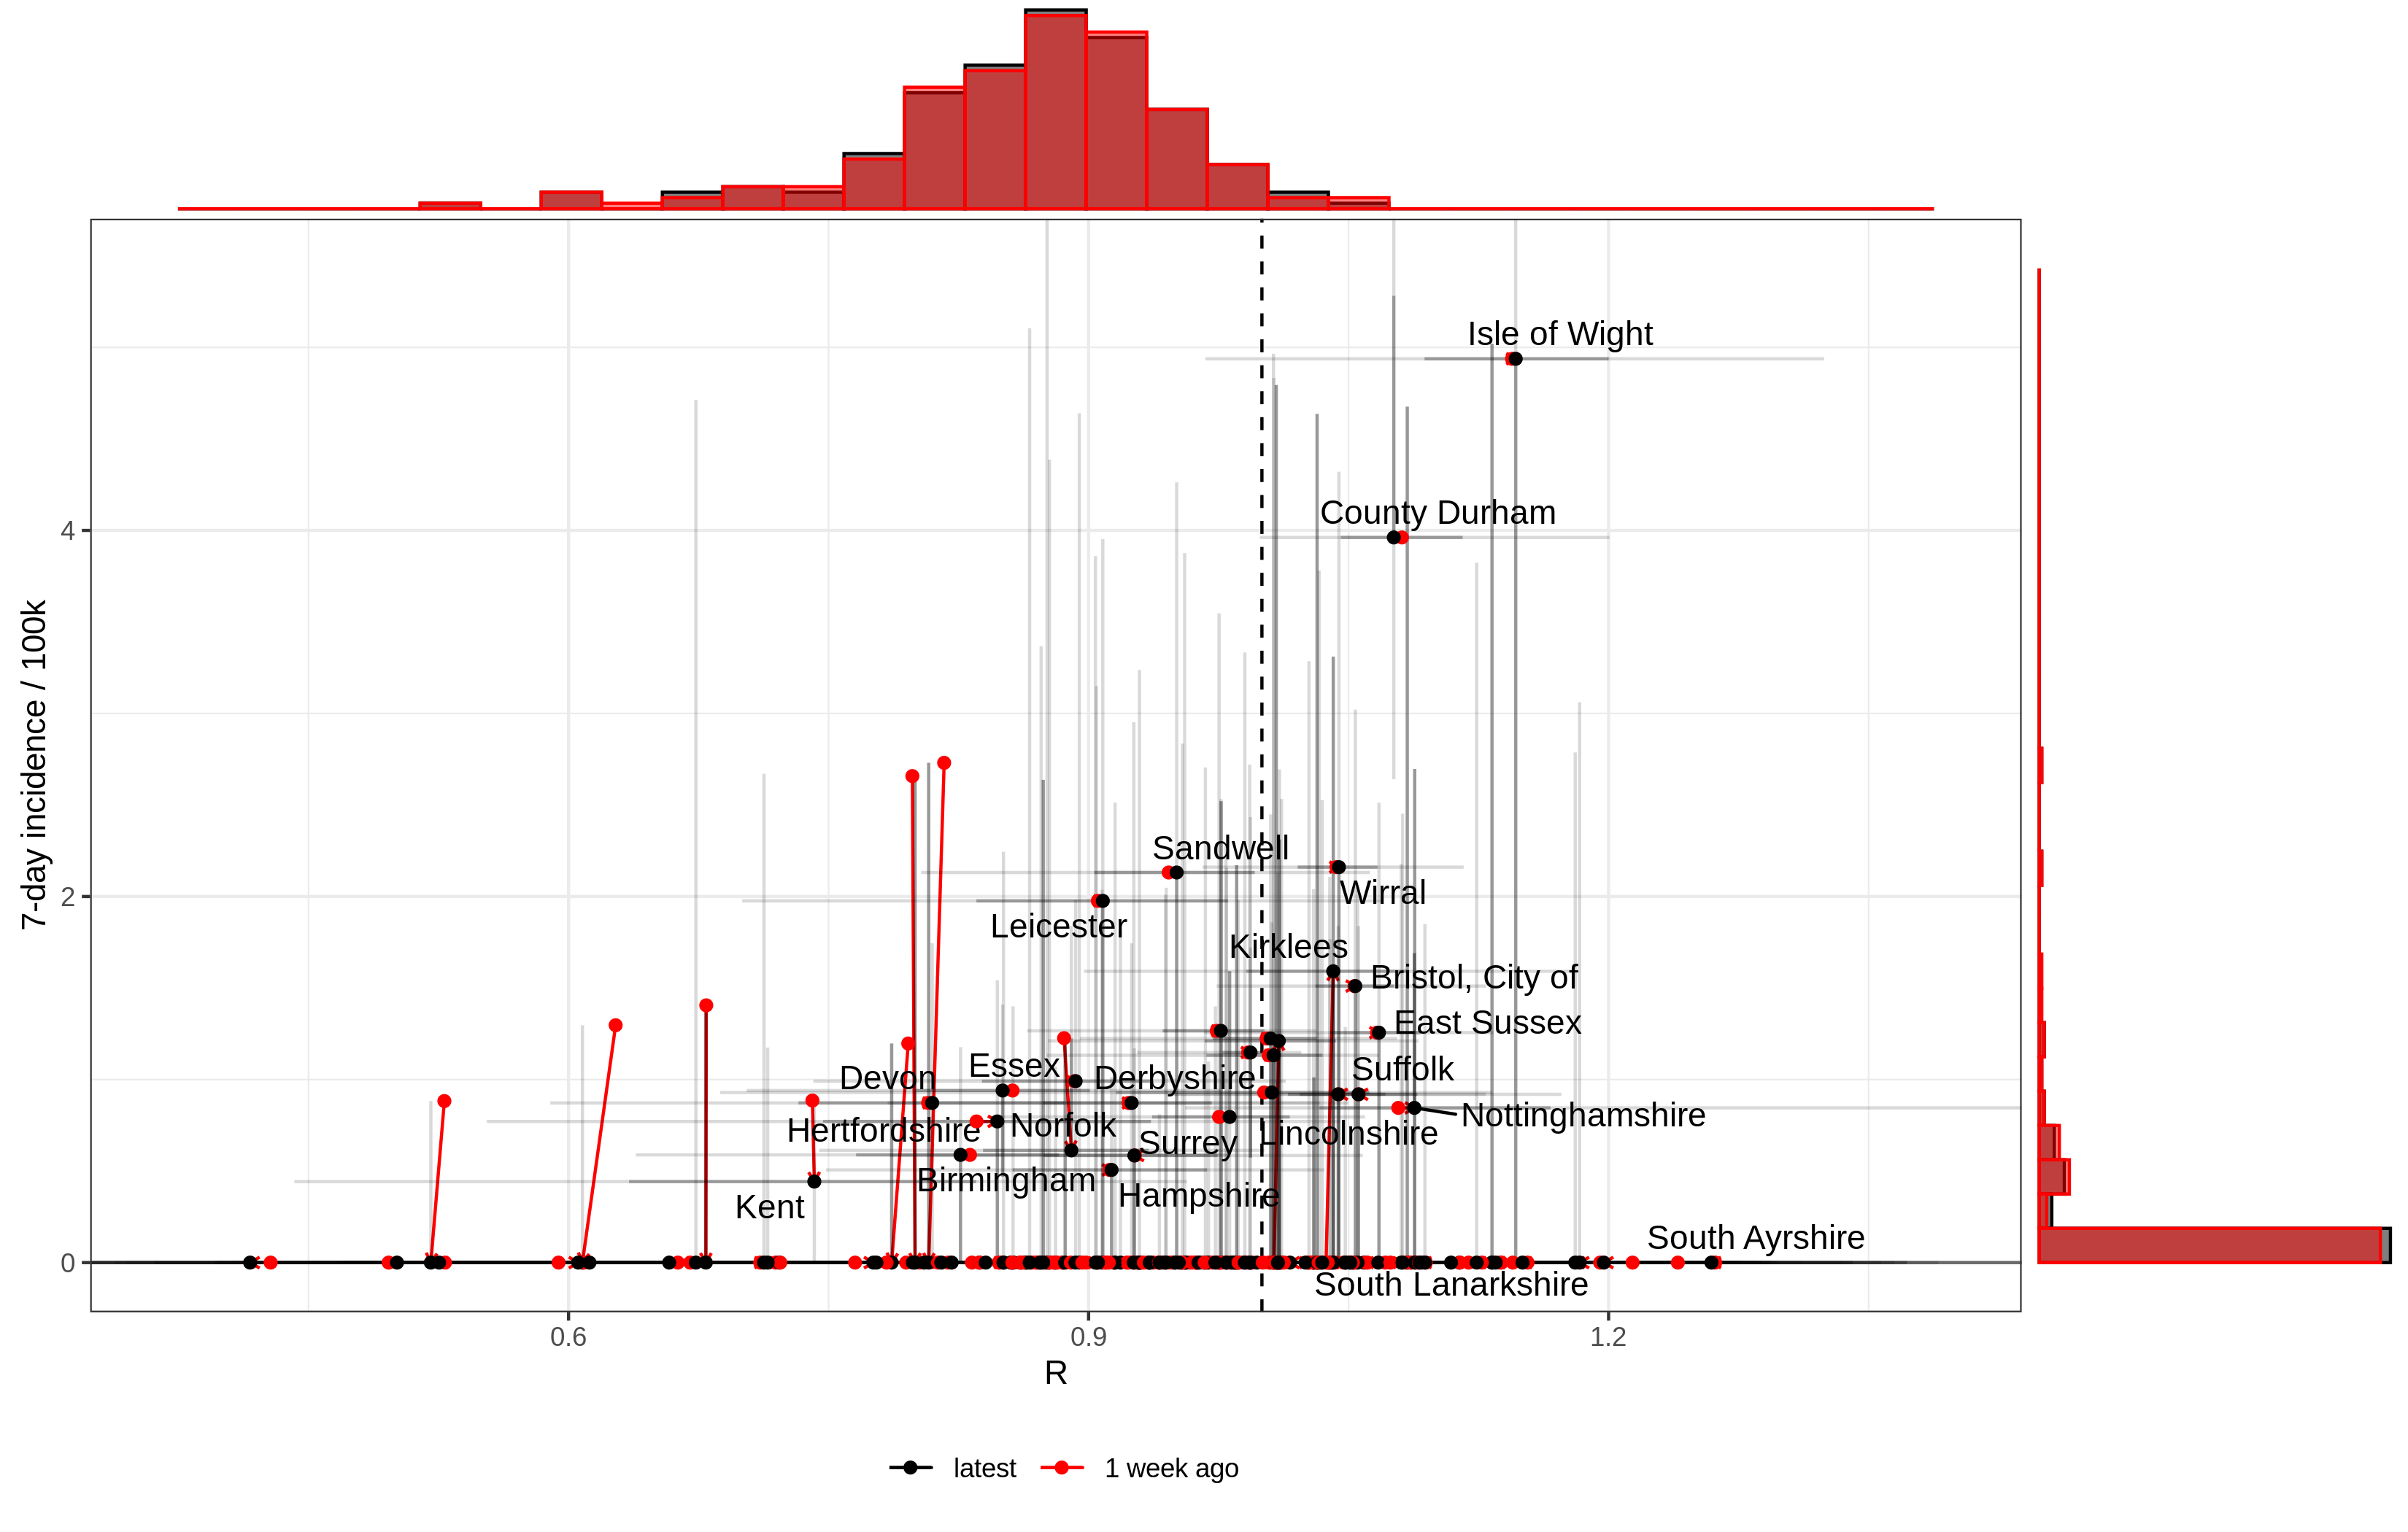 Isle of Wight
County Durham
4
7-day incidence / 100k
Sandwell
Wirral
2
Leicester
Kirklees
Bristol, City of
East Sussex
Essex
Suffolk
Devon
Derbyshire
Nottinghamshire
Norfolk
Hertfordshire
Lincolnshire
Surrey
Birmingham
Hampshire
Kent
South Ayrshire
0
South Lanarkshire
0.6 0.9 1.2
R
latest 1 week ago